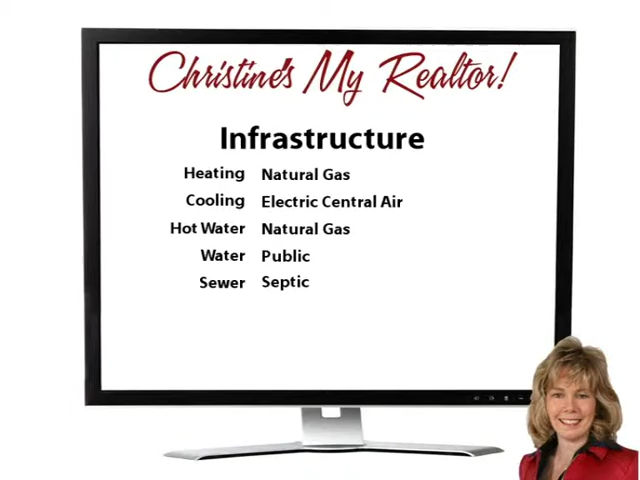 Christine's My Realtor!
Infrastructure
Heating Natural Gas
Cooling Electric Central Air
Hot Water Natural Gas
Water Public
Sewer Septic